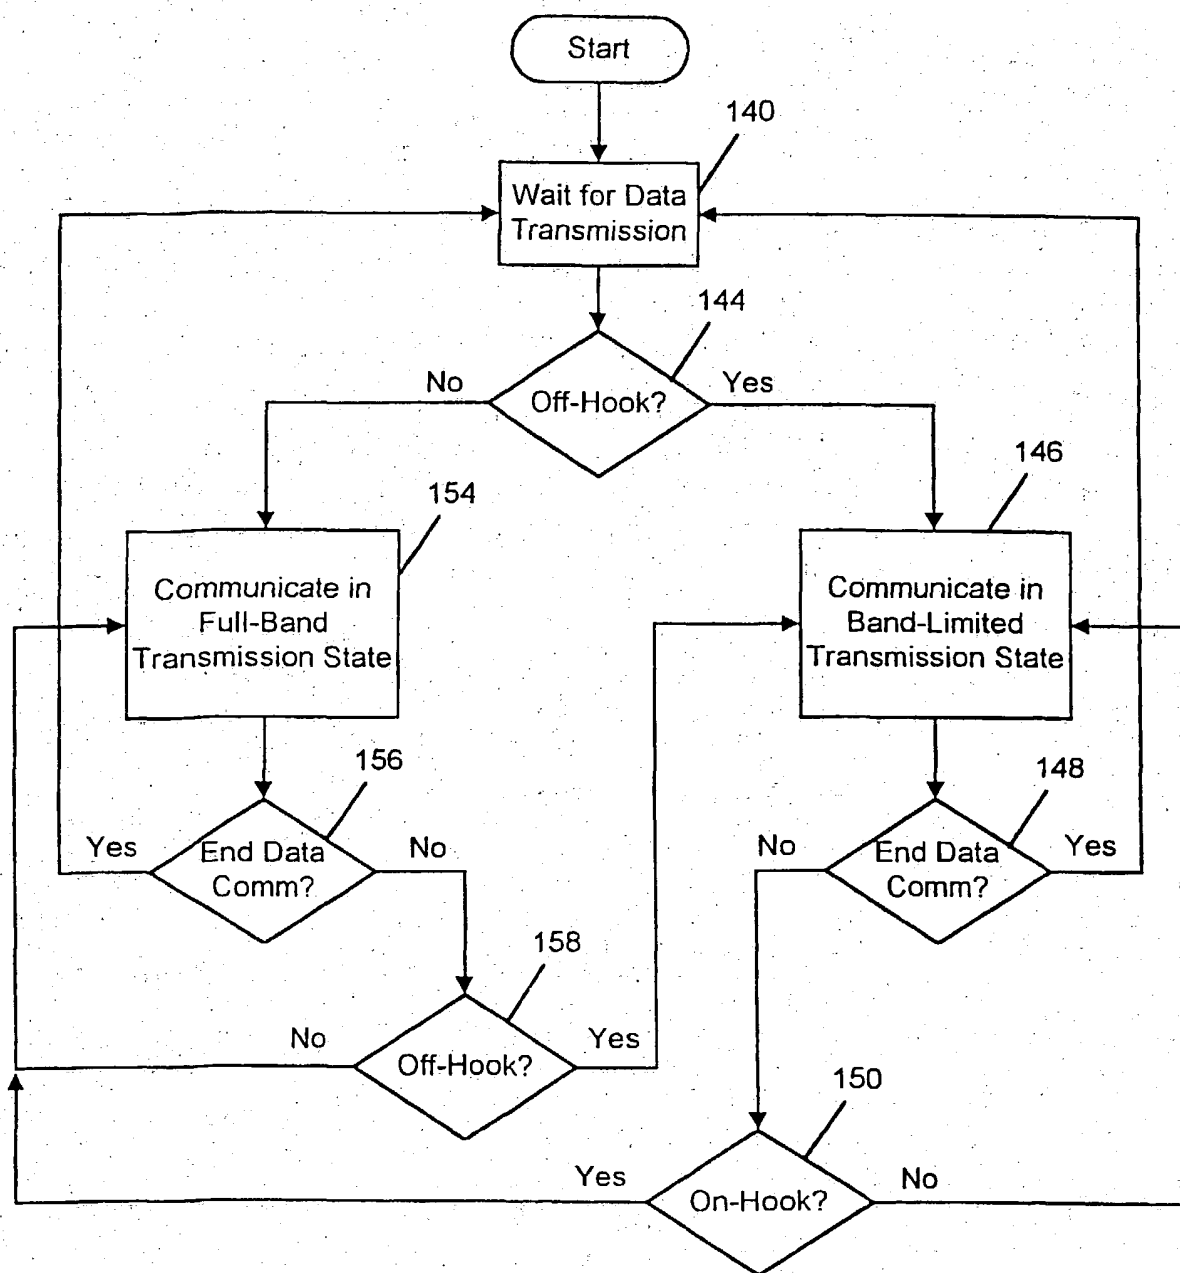 Start
140
Wait for Data
Transmission
144
No
Yes
Off-Hook?
154
146
Communicate in
Full-Band
Transmission State
Communicate in
Band-Limited
Transmission State
156
148
Yes
End Data
Comm?
No
No
End Data
Comm?
Yes
158
No
Off-Hook?
Yes
150
Yes
On-Hook?
No